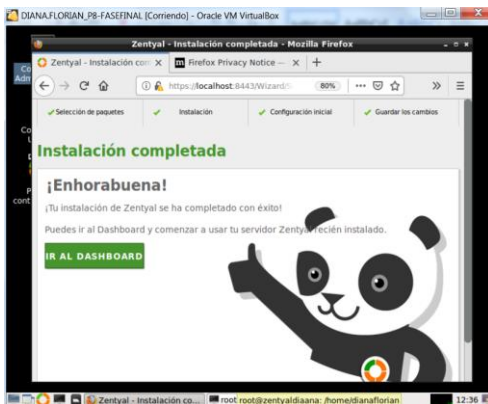 DIANA.FLORIAN_P8-FASEFINAL [Corriendo] - Oracle VM VirtualBox
Zentyal - Instalación completada - Mozilla Firefox
Zentyal - Instalación com
Firefox Privacy Notice —
https://localhost:8443/Wizard/
80%
Selección de paquetes
Instalación
Configuración inicial
Guardar los cambios
Instalación completada
¡Enhorabuena!
¡Tu instalación de Zentyal se ha completado con éxito!
Puedes ir al Dashboard y comenzar a usar tu servidor Zentyal recién instalado.
IR AL DASHBOARD
Zentyal - Instalación co...
root
root@zentyaldiaana: /home/dianaflorian
12:36